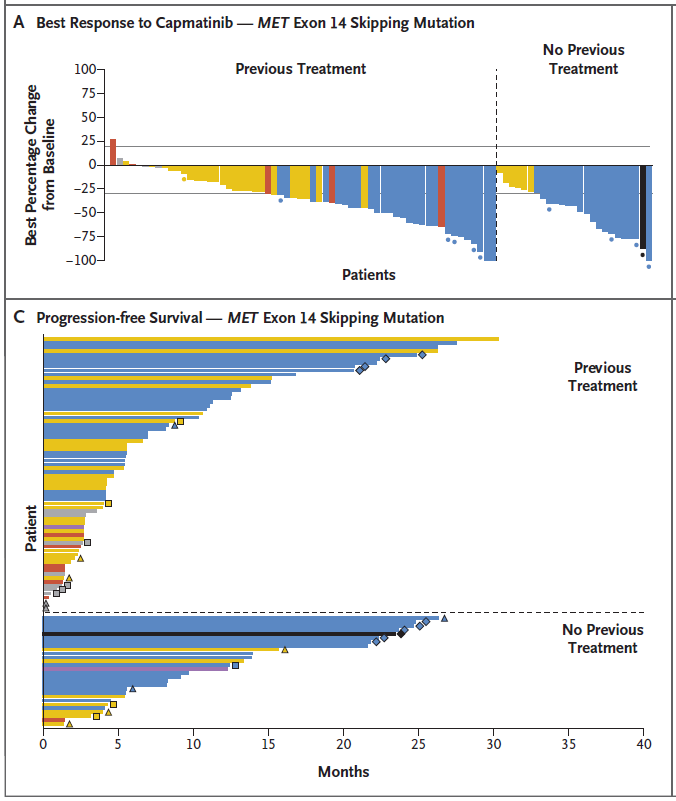 A Best Response to Capmatinib — MET Exon 14 Skipping Mutation
Best Percentage Change
from Baseline
100
75
50
25
0
−25
−50
−75
−100
Previous Treatment
No Previous
Treatment
Patients
C Progression-free Survival — MET Exon 14 Skipping Mutation
Patient
Previous
Treatment
No Previous
Treatment
0 5 10 15 20 25 30 35 40
Months